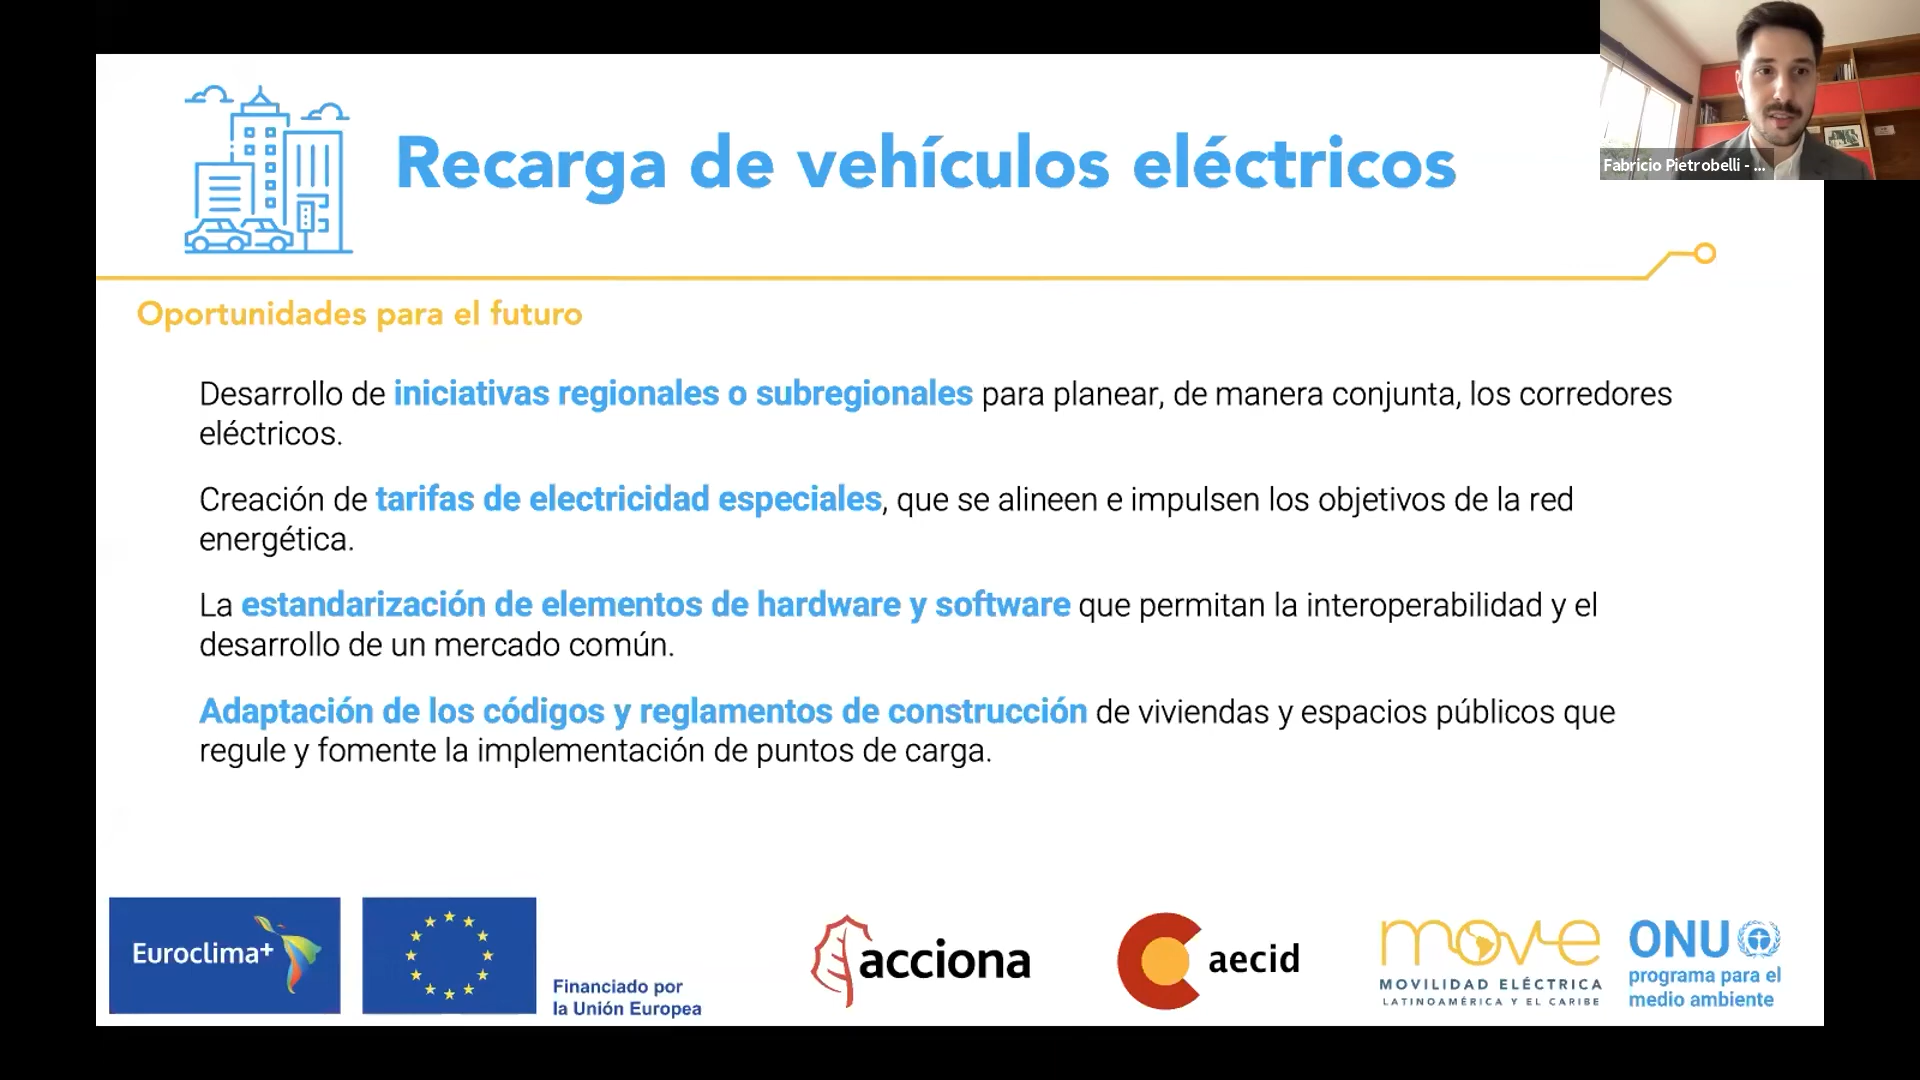 Recarga de vehículos eléctricos
Fabricio Pietrobelli - ...
Oportunidades para el futuro
Desarrollo de iniciativas regionales o subregionales para planear, de manera conjunta, los corredores
eléctricos.
Creación de tarifas de electricidad especiales, que se alineen e impulsen los objetivos de la red
energética.
La estandarización de elementos de hardware y software que permitan la interoperabilidad y el
desarrollo de un mercado común.
Adaptación de los códigos y reglamentos de construcción de viviendas y espacios públicos que
regule y fomente la implementación de puntos de carga.
Euroclima+
Financiado por
la Unión Europea
acciona
aecid
move
MOVILIDAD ELÉCTRICA
LATINOAMÉRICA Y EL CARIBE
ONU
programa para el
medio ambiente